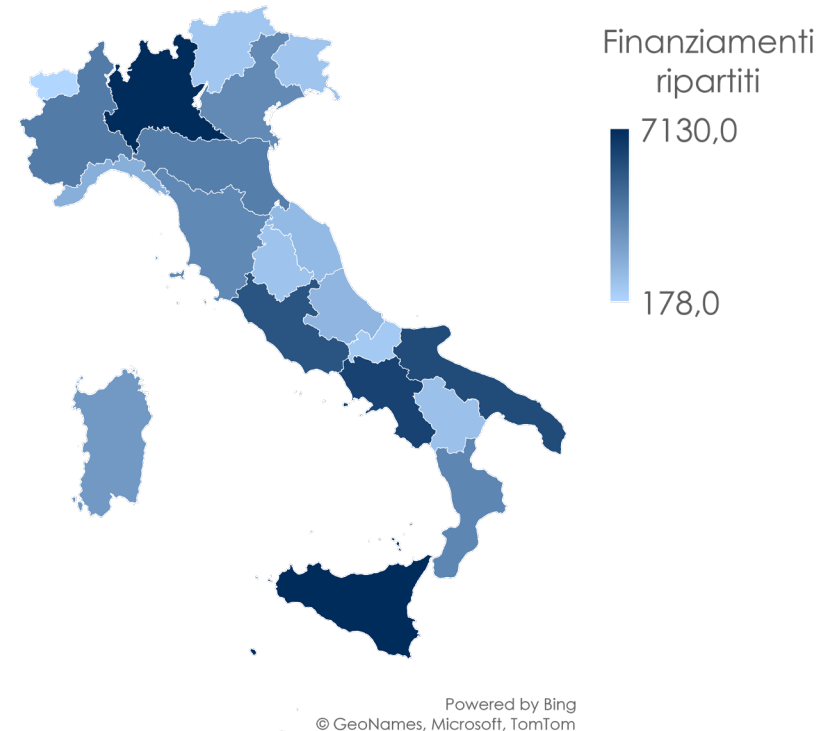 Finanziamenti
ripartiti
7130,0
178,0
Powered by Bing
© GeoNames, Microsoft, TomTom